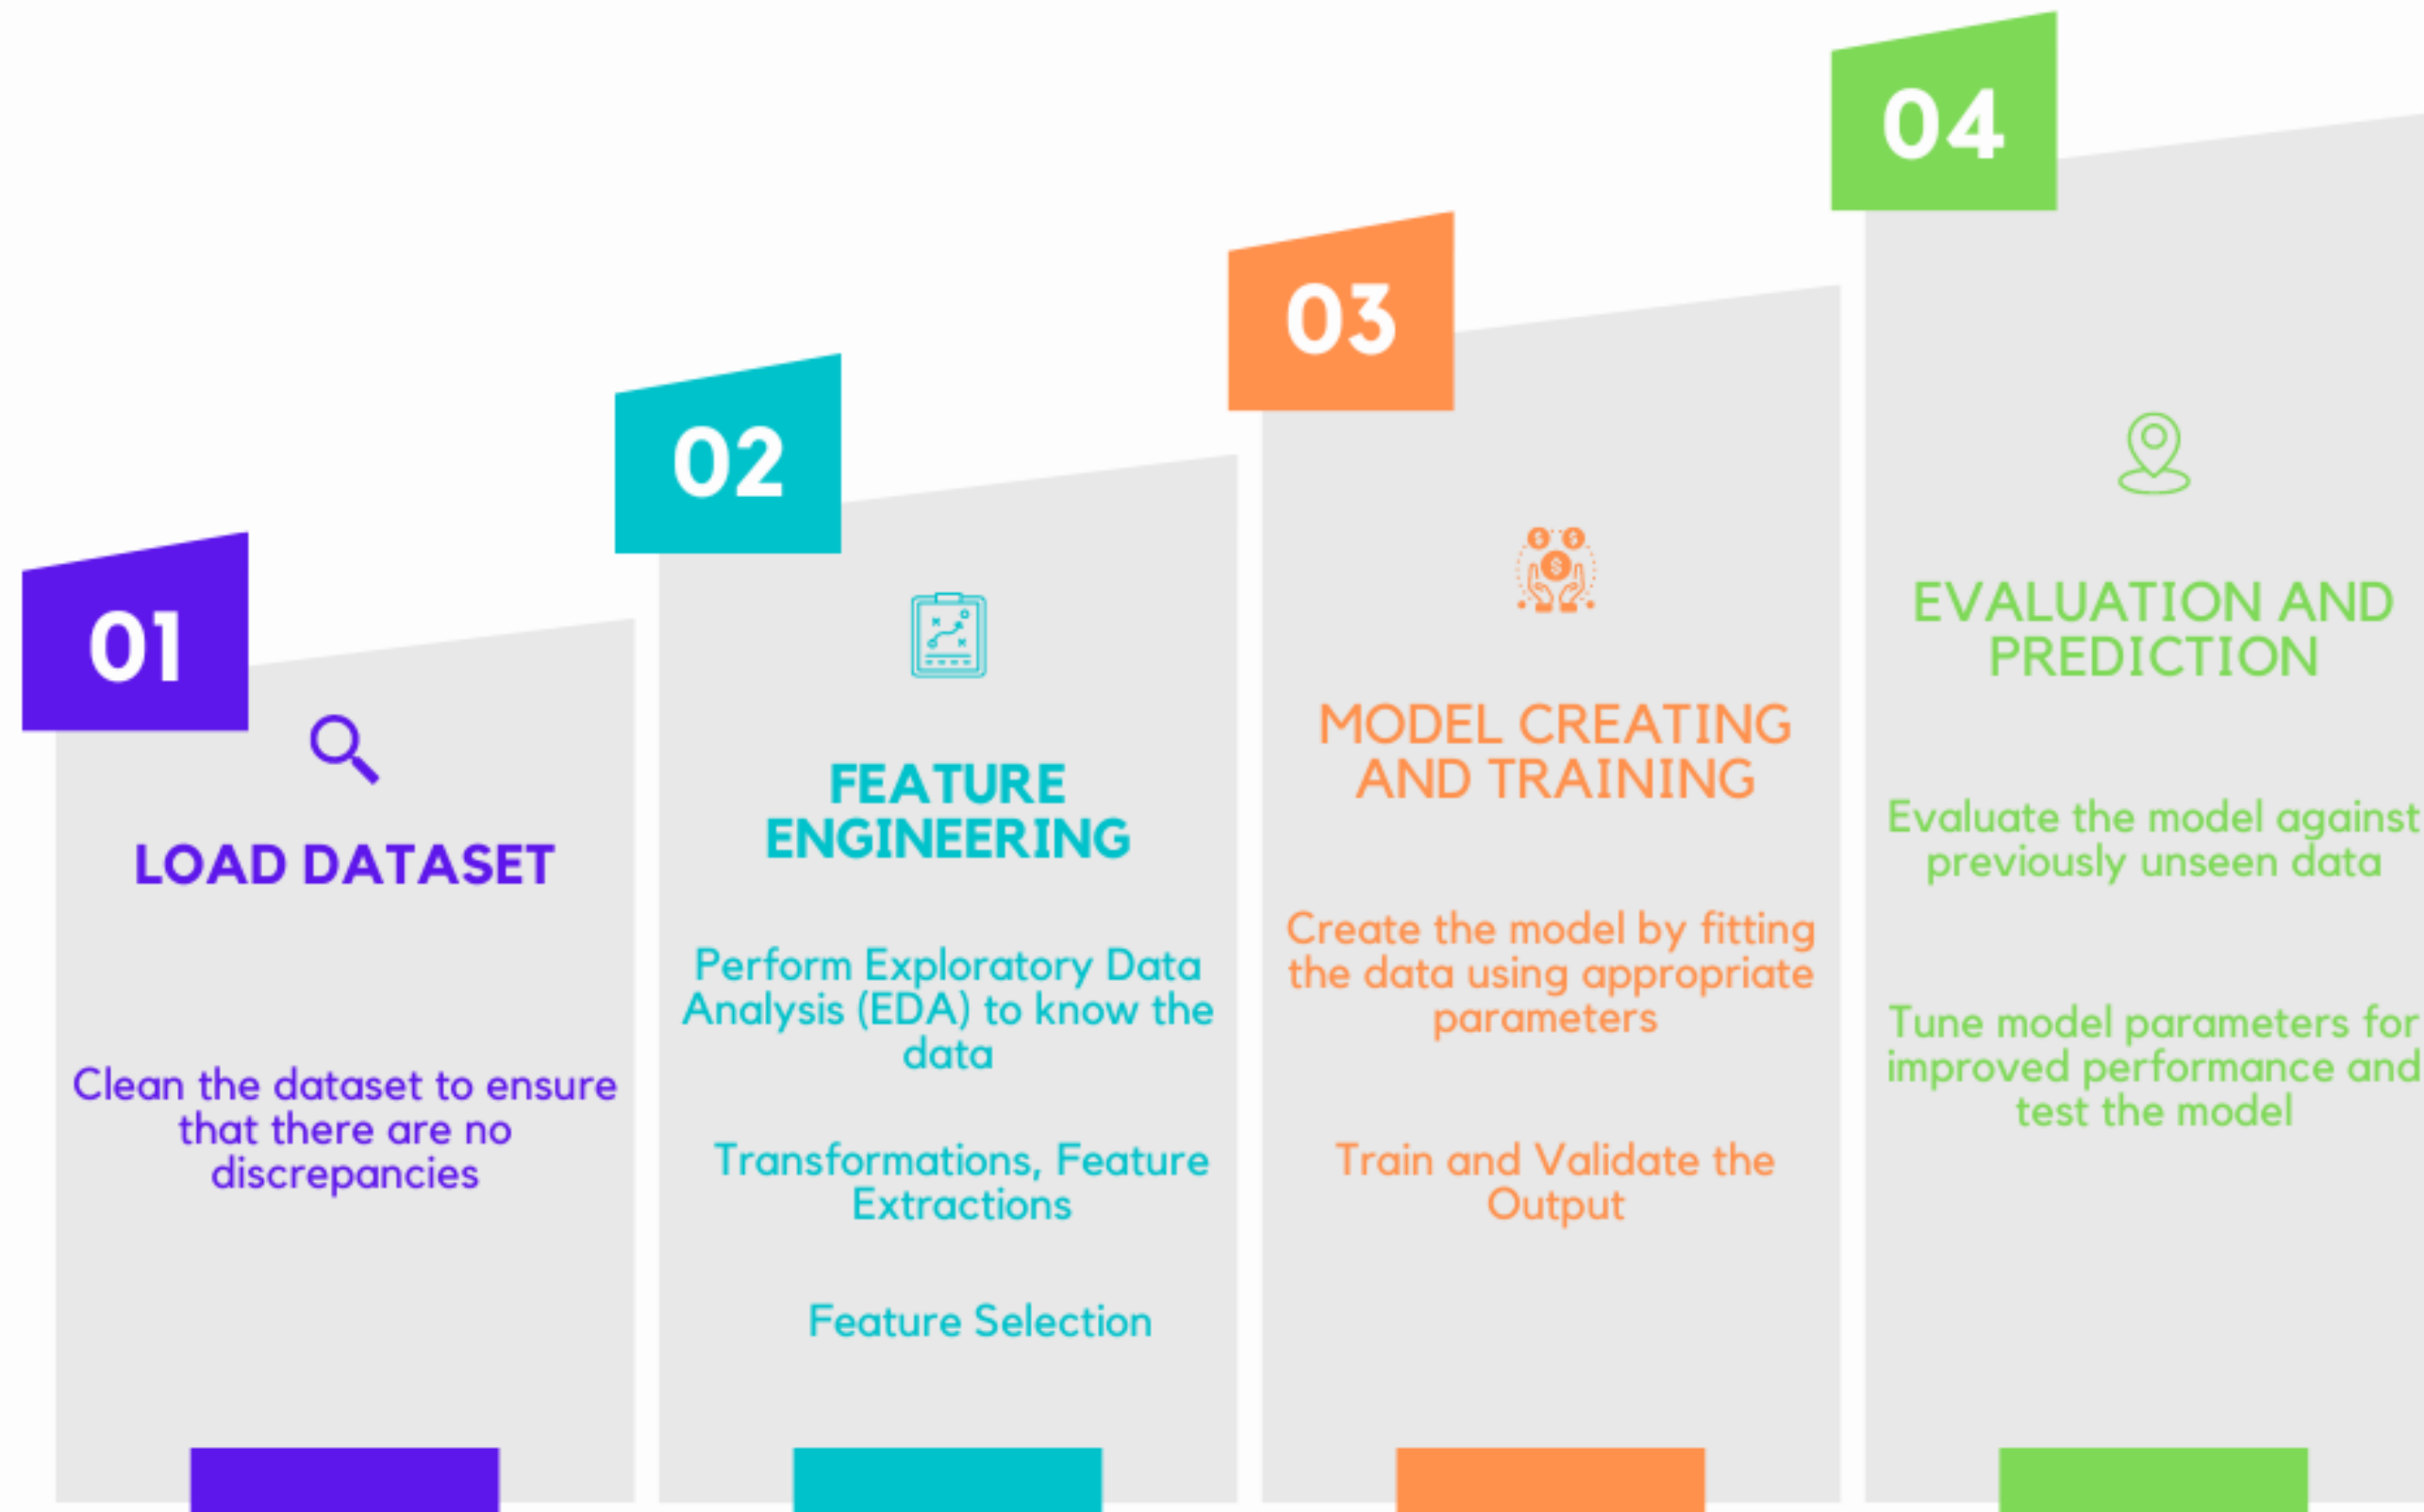 01
LOAD DATASET
Clean the dataset to ensure
that there are no
discrepancies
02
FEATURE
ENGINEERING
Perform Exploratory Data
Analysis (EDA) to know the
data
Transformations, Feature
Extractions
Feature Selection
03
MODEL CREATING
AND TRAINING
Create the model by fitting
the data using appropriate
parameters
Train and Validate the
Output
04
EVALUATION AND
PREDICTION
Evaluate the model against
previously unseen data
Tune model parameters for
improved performance and
test the model